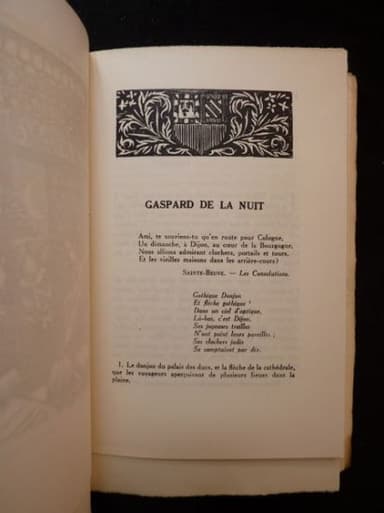 GASPARD DE LA NUIT
Ami, te souviens-tu qu'en route pour Cologne,
Un dimanche, à Dijon, au cœur de la Bourgogne,
Nous allions admirant clochers, portails et tours,
Et les vieilles maisons dans les arrière-cours?
SAINTE-BEUVE. — Les Consolations.
Gothique Donjon
Et flèche gothique ¹
Dans un ciel d'optique,
Là-bas, c'est Dijon.
Ses joyeuses treilles
N'ont point leurs pareilles ;
Ses clochers jadis
Se comptaient par dix.
1. Le donjon du palais des ducs, et la flèche de la cathédrale,
que les voyageurs aperçoivent de plusieurs lieues dans la
plaine.